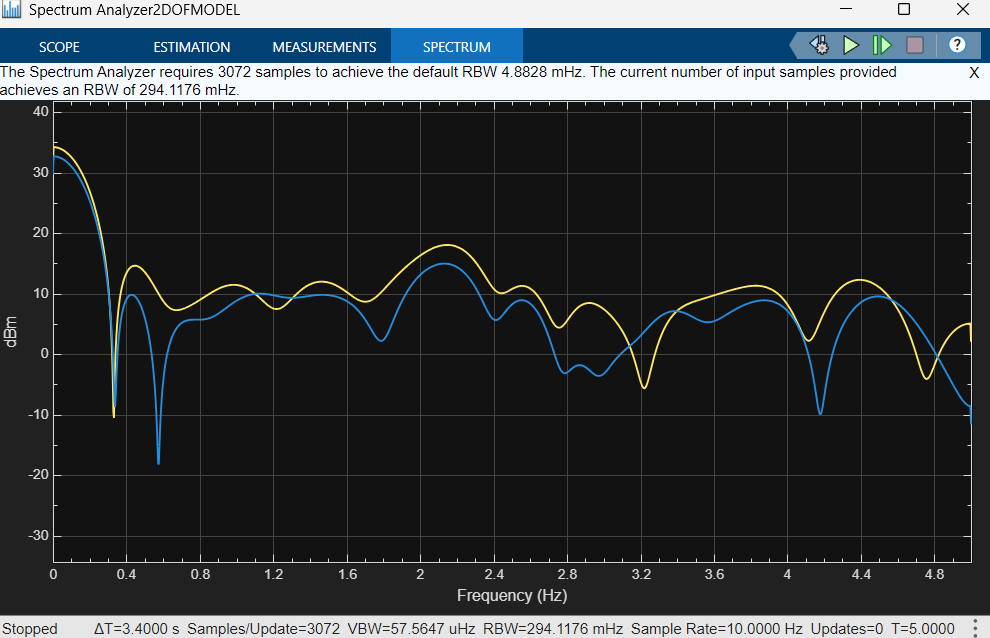 Spectrum Analyzer2DOFMODEL
SCOPE ESTIMATION MEASUREMENTS SPECTRUM ?
The Spectrum Analyzer requires 3072 samples to achieve the default RBW 4.8828 mHz. The current number of input samples provided X
achieves an RBW of 294.1176 mHz.
40
30
20
10
0
-10
-20
-30
dBm
0 0.4 0.8 1.2 1.6 2 2.4 2.8 3.2 3.6 4 4.4 4.8
Frequency (Hz)
Stopped ΔT=3.4000 s Samples/Update=3072 VBW=57.5647 uHz RBW=294.1176 mHz Sample Rate=10.0000 Hz Updates=0 T=5.0000